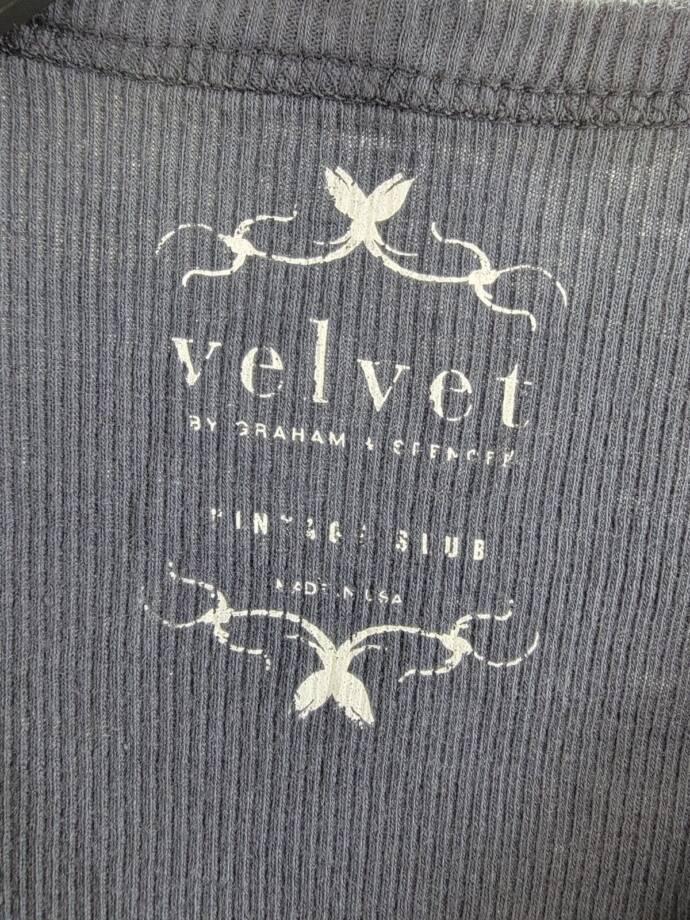 velvet
BY GRAHAM & SPENCER
VINTAGE SLUB
MADE IN USA